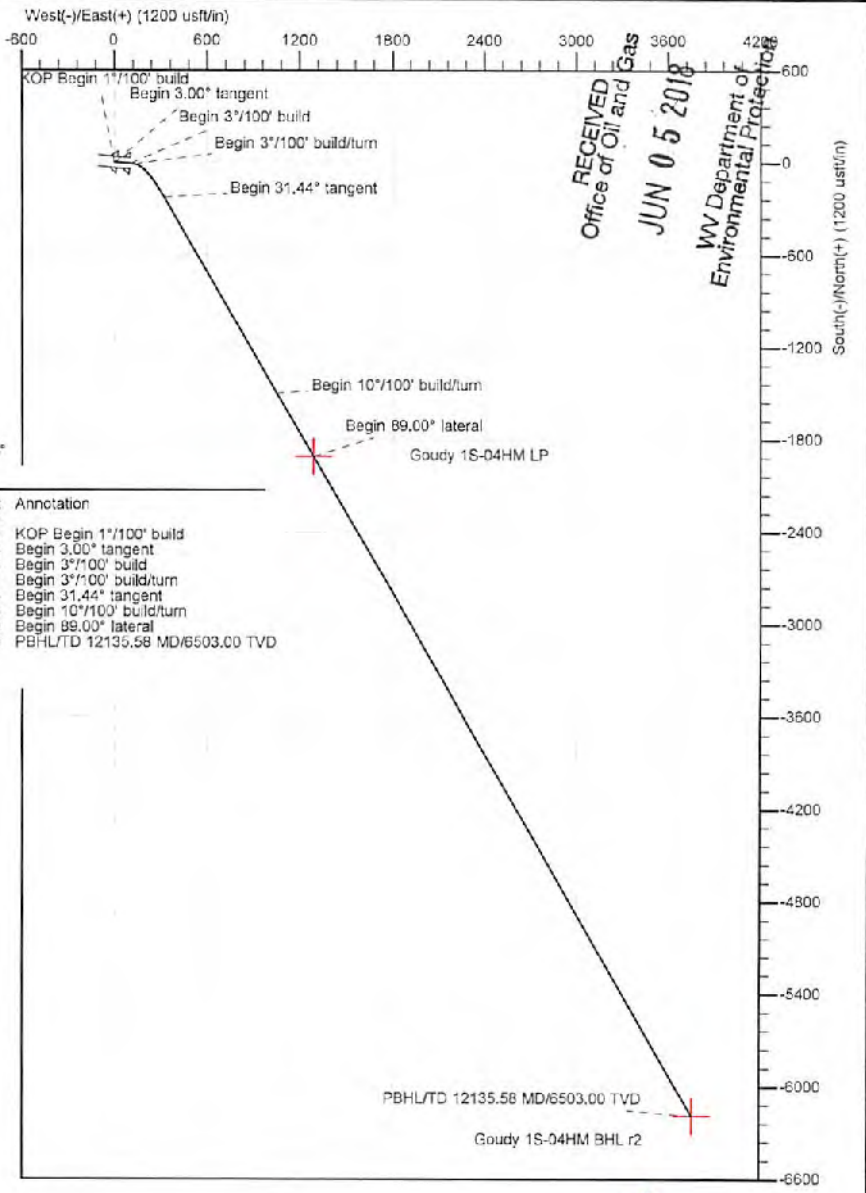 West(-)/East(+) (1200 usft/in)
-600 0 600 1200 1800 2400 3000 3600 4200
KOP Begin 1°/100' build
Begin 3.00° tangent
Begin 3°/100' build
Begin 3°/100' build/turn
Begin 31.44° tangent
RECEIVED
Office of Oil and Gas
JUN 05 2018
WV Department of
Environmental Protection
600
0
-600
-1200
-1800
-2400
-3000
-3600
-4200
-4800
-5400
-6000
-6600
South(-)/North(+) (1200 usft/in)
Begin 10°/100' build/turn
Begin 89.00° lateral
Goudy 1S-04HM LP
Annotation
KOP Begin 1°/100' build
Begin 3.00° tangent
Begin 3°/100' build
Begin 3°/100' build/turn
Begin 31.44° tangent
Begin 10°/100' build/turn
Begin 89.00° lateral
PBHL/TD 12135.58 MD/6503.00 TVD
PBHL/TD 12135.58 MD/6503.00 TVD
Goudy 1S-04HM BHL r2